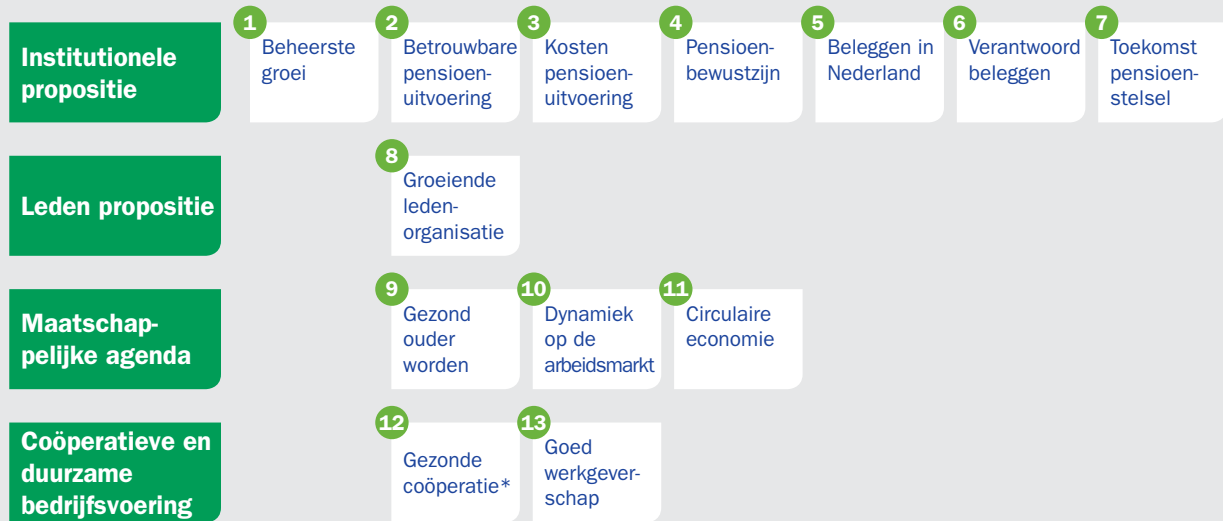 Institutionele
propositie
1
Beheerste
groei
2
Betrouwbare
pensioen-
uitvoering
3
Kosten
pensioen-
uitvoering
4
Pensioen-
bewustzijn
5
Beleggen in
Nederland
6
Verantwoord
beleggen
7
Toekomst
pensioen-
stelsel
Leden propositie
8
Groeiende
leden-
organisatie
Maatschap-
pelijke agenda
9
Gezond
ouder
worden
10
Dynamiek
op de
arbeidsmarkt
11
Circulaire
economie
Coöperatieve en
duurzame
bedrijfsvoering
12
Gezonde
coöperatie*
13
Goed
werkgever-
schap